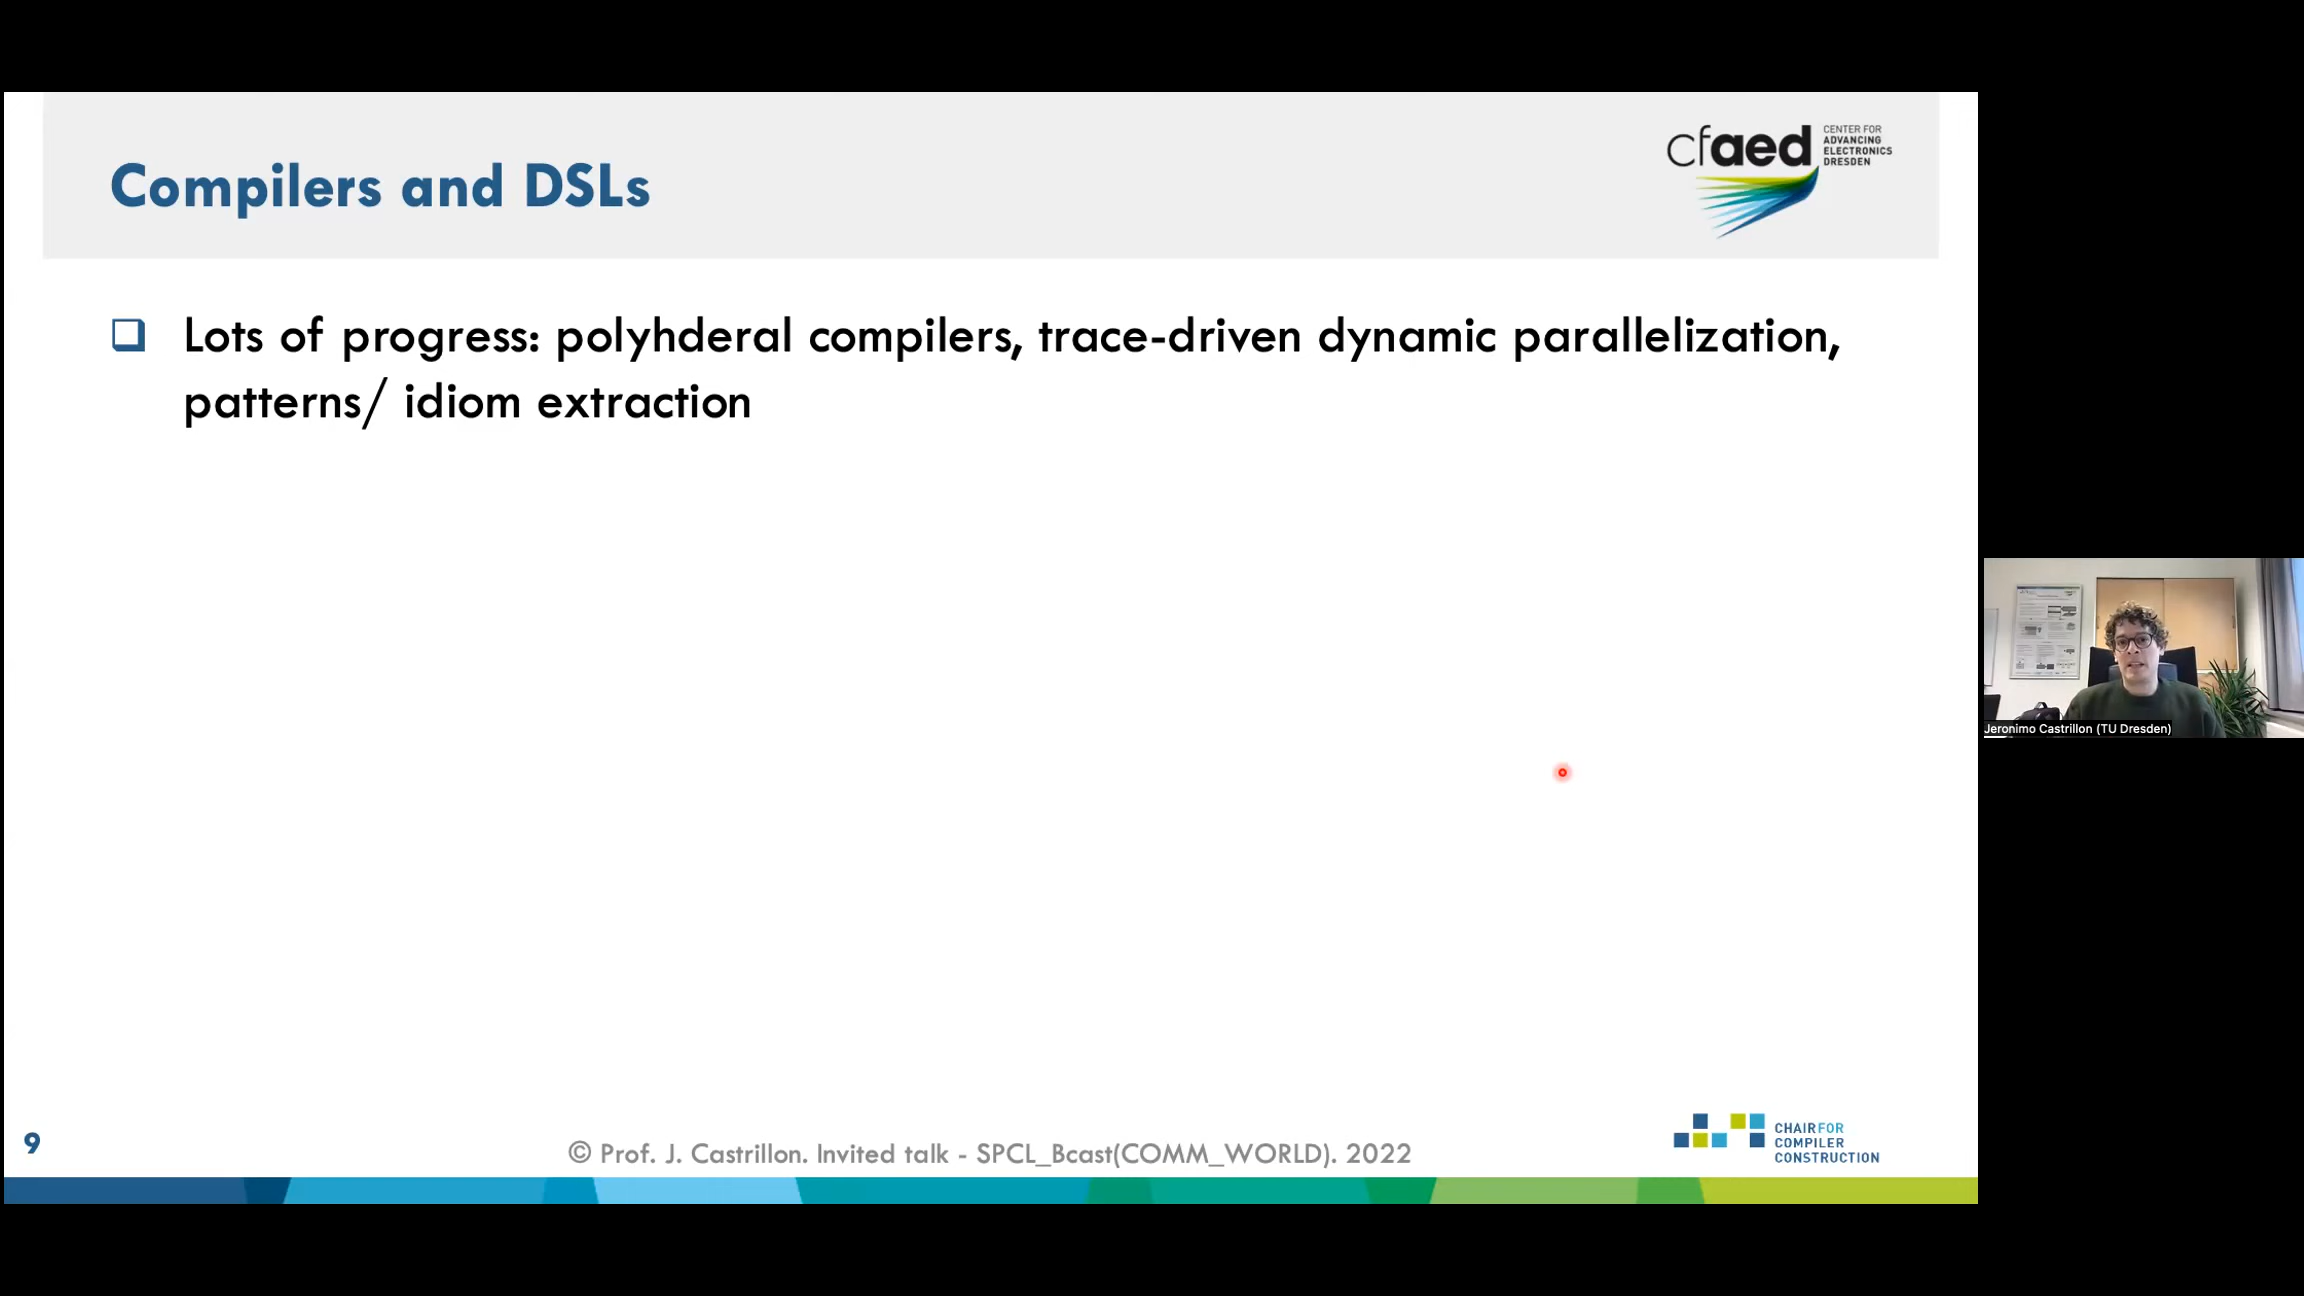 Compilers and DSLs
cfaed
CENTER FOR
ADVANCING
ELECTRONICS
DRESDEN
❑ Lots of progress: polyhderal compilers, trace-driven dynamic parallelization,
patterns/ idiom extraction
Jeronimo Castrillon (TU Dresden)
9
© Prof. J. Castrillon. Invited talk - SPCL_Bcast(COMM_WORLD). 2022
CHAIR FOR
COMPILER
CONSTRUCTION